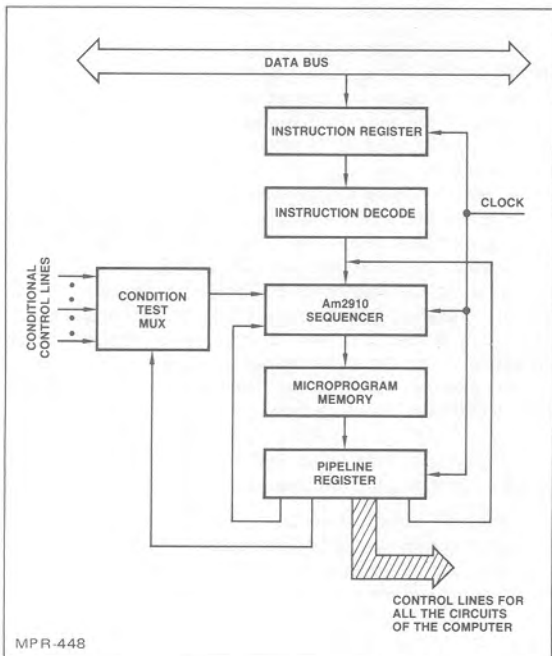 DATA BUS
INSTRUCTION REGISTER
CLOCK
INSTRUCTION DECODE
CONDITIONAL
CONTROL LINES
CONDITION
TEST
MUX
Am2910
SEQUENCER
MICROPROGRAM
MEMORY
PIPELINE
REGISTER
CONTROL LINES FOR
ALL THE CIRCUITS
OF THE COMPUTER
MPR-448